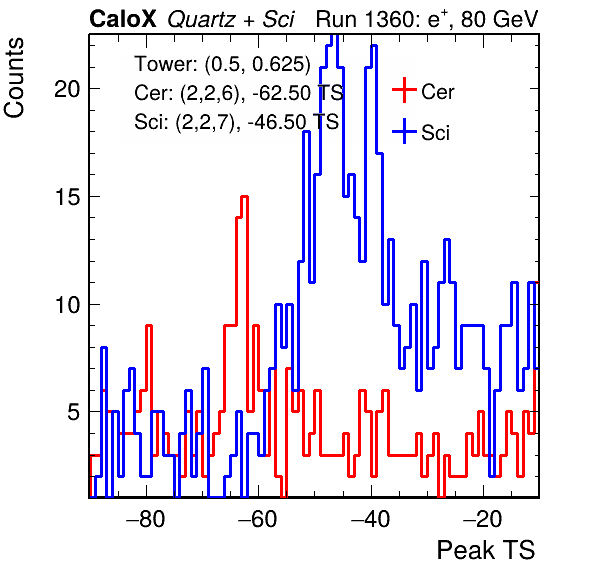 CaloX Quartz + Sci Run 1360: e+, 80 GeV
Counts
Tower: (0.5, 0.625)
Cer: (2,2,6), -62.50 TS
Sci: (2,2,7), -46.50 TS
Cer
Sci
20
15
10
5
−80 −60 −40 −20
Peak TS